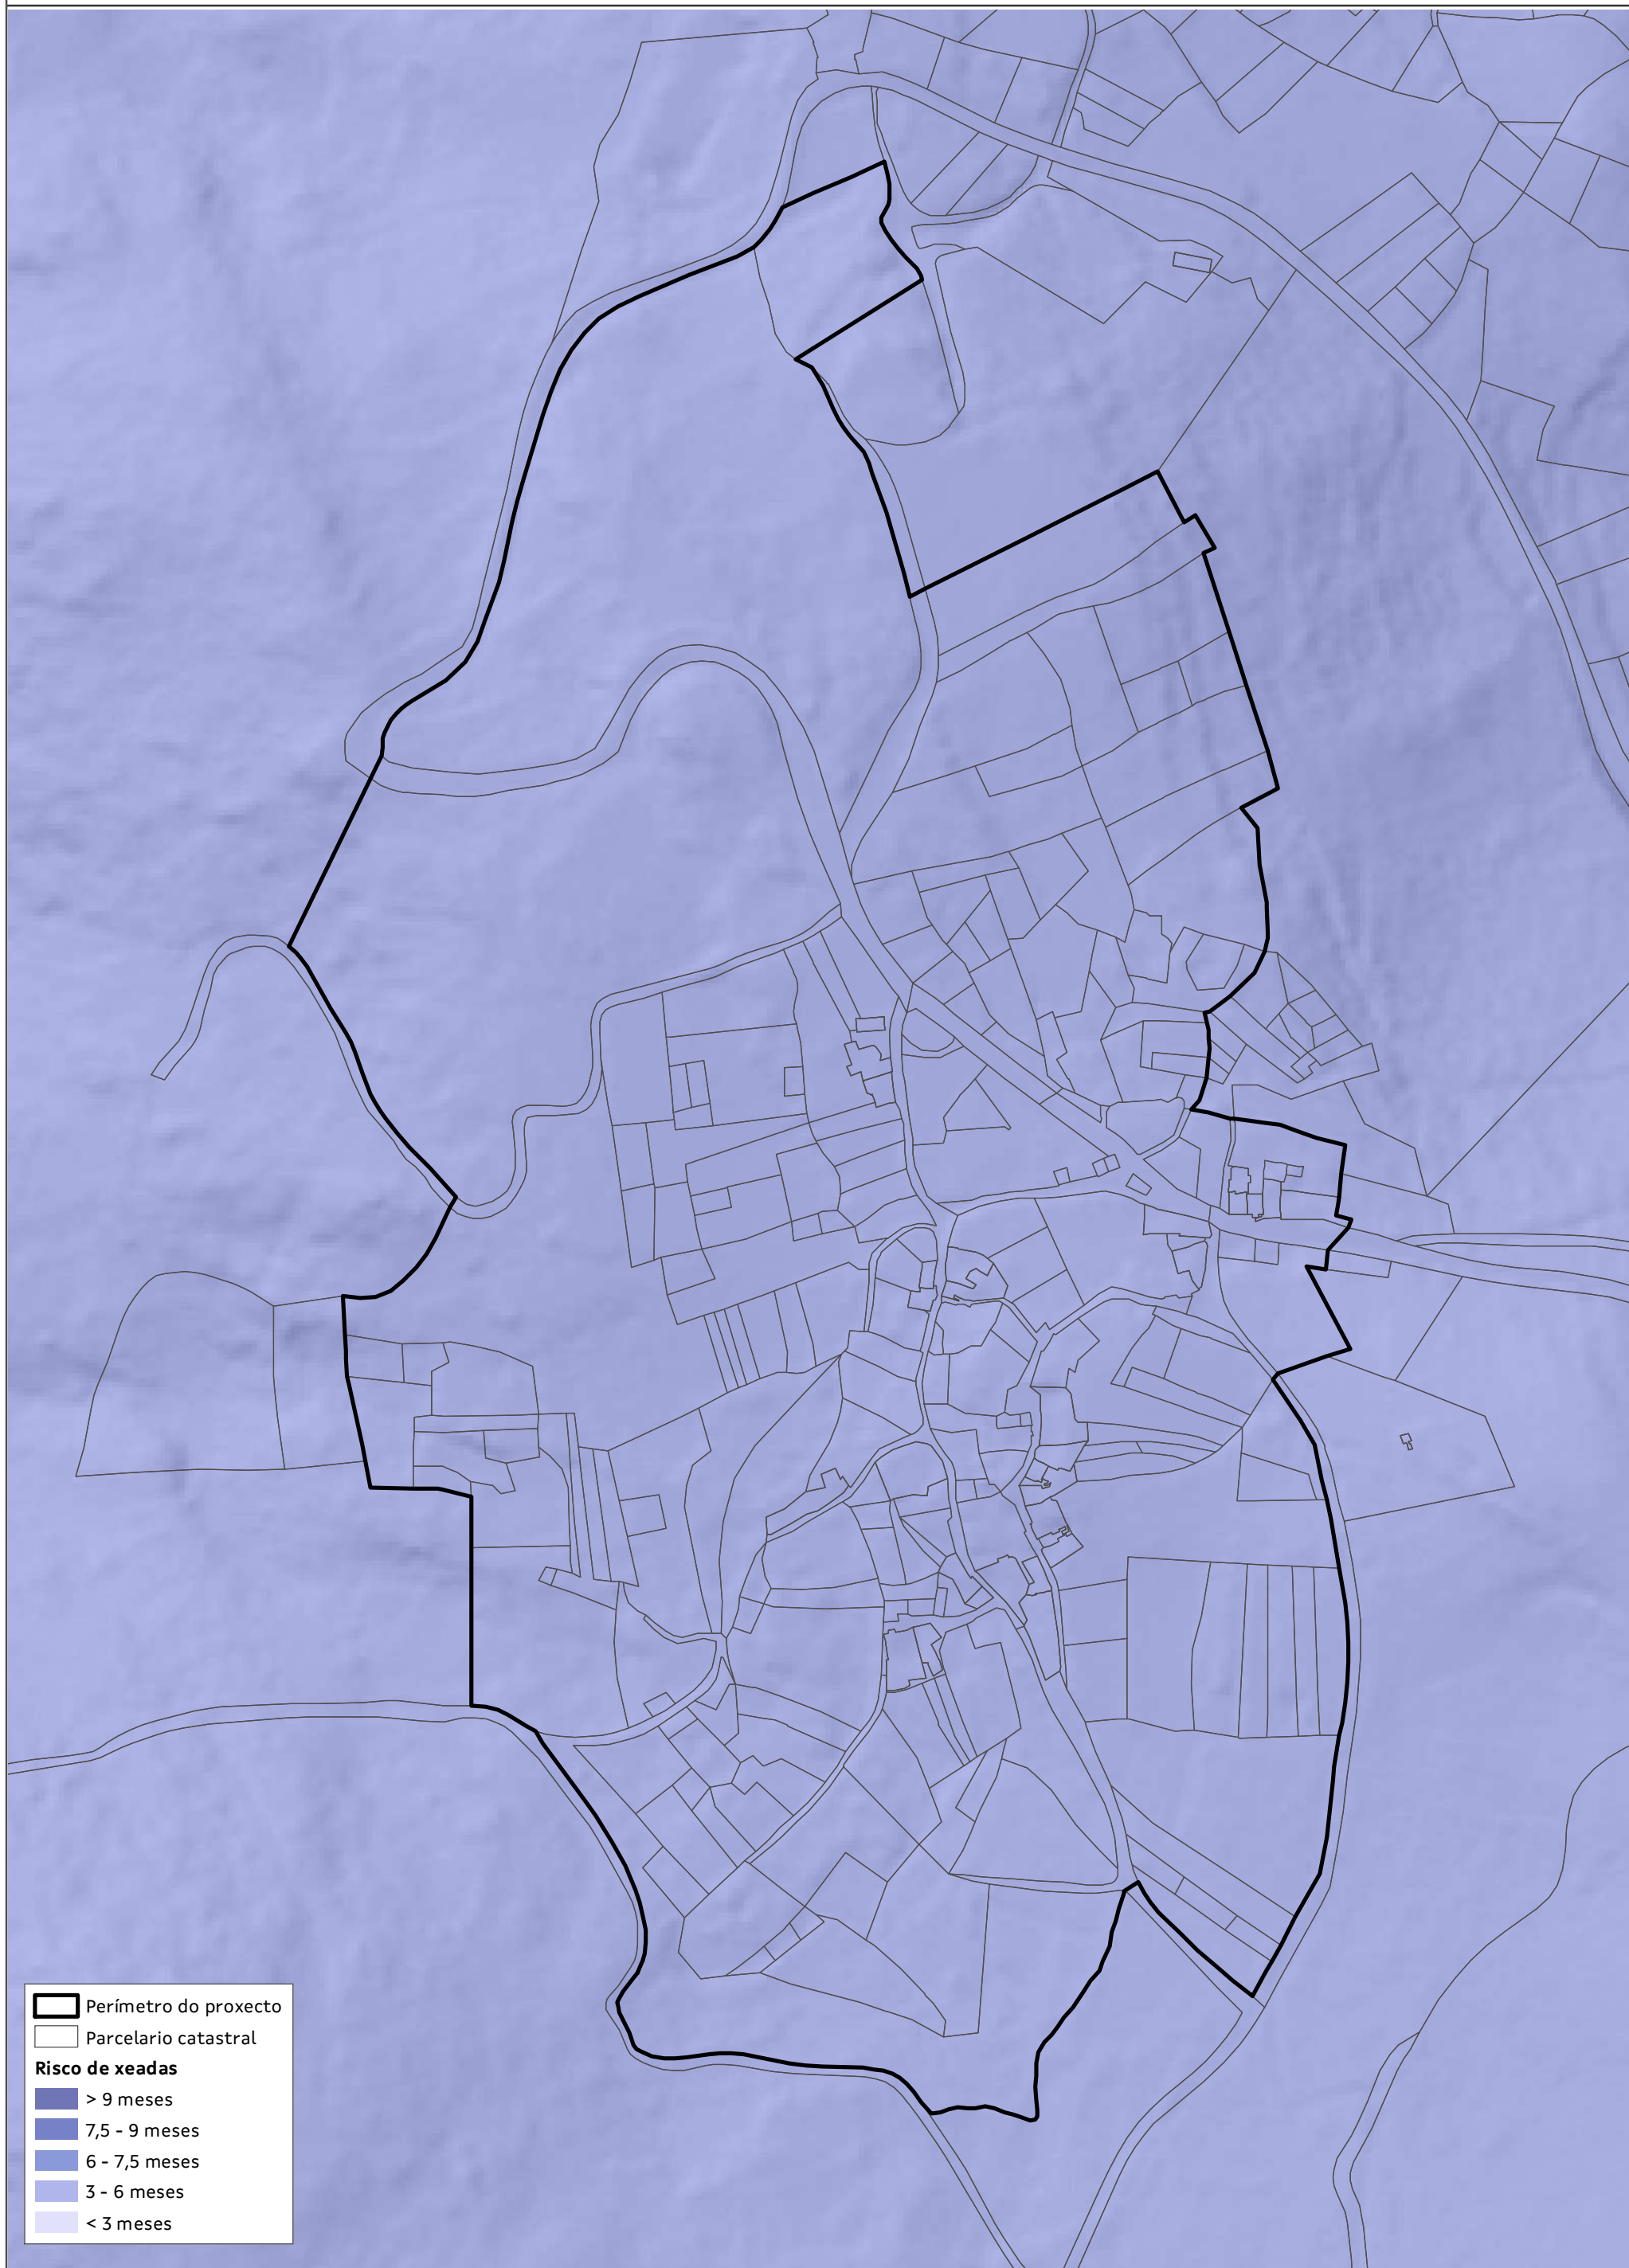 Perímetro do proxecto
Parcelario catastral
Risco de xeadas
> 9 meses
7,5 - 9 meses
6 - 7,5 meses
3 - 6 meses
< 3 meses